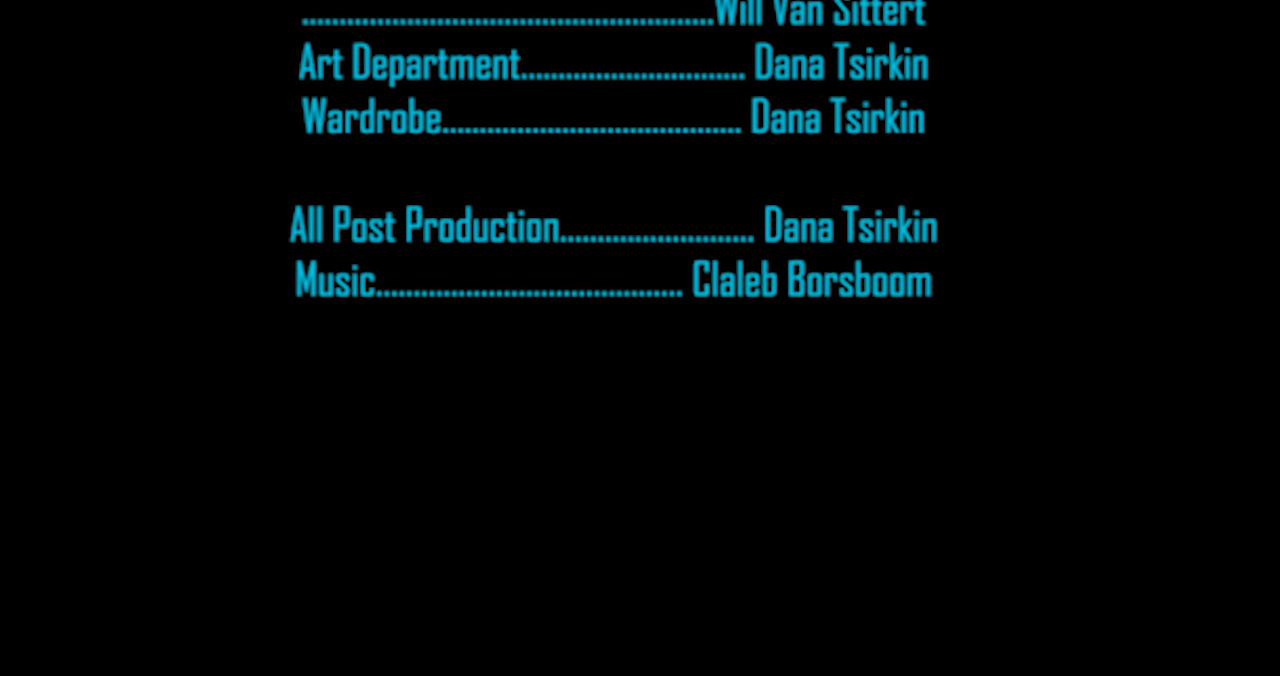 .......................................................Will Van Sittert
Art Department.............................. Dana Tsirkin
Wardrobe........................................ Dana Tsirkin
All Post Production.......................... Dana Tsirkin
Music......................................... Claleb Borsboom